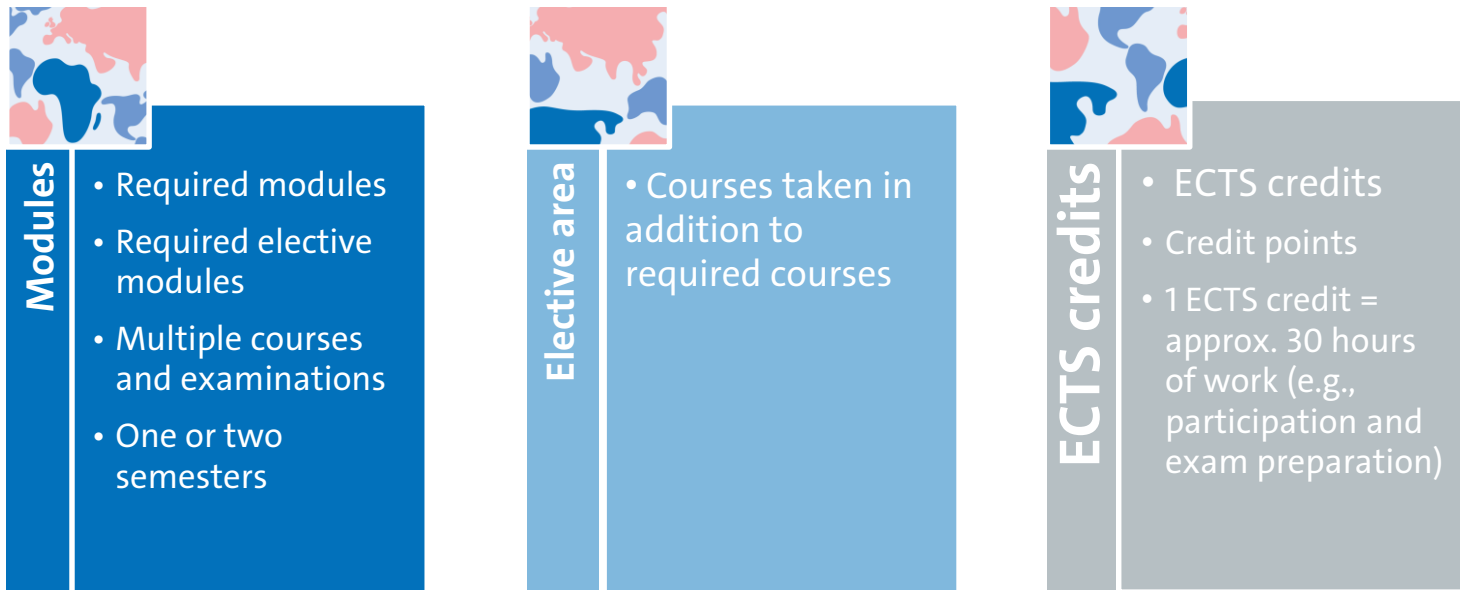 Modules
• Required modules
• Required elective
modules
• Multiple courses
and examinations
• One or two
semesters
Elective area
• Courses taken in
addition to
required courses
ECTS credits
• ECTS credits
• Credit points
• 1 ECTS credit =
approx. 30 hours
of work (e.g.,
participation and
exam preparation)